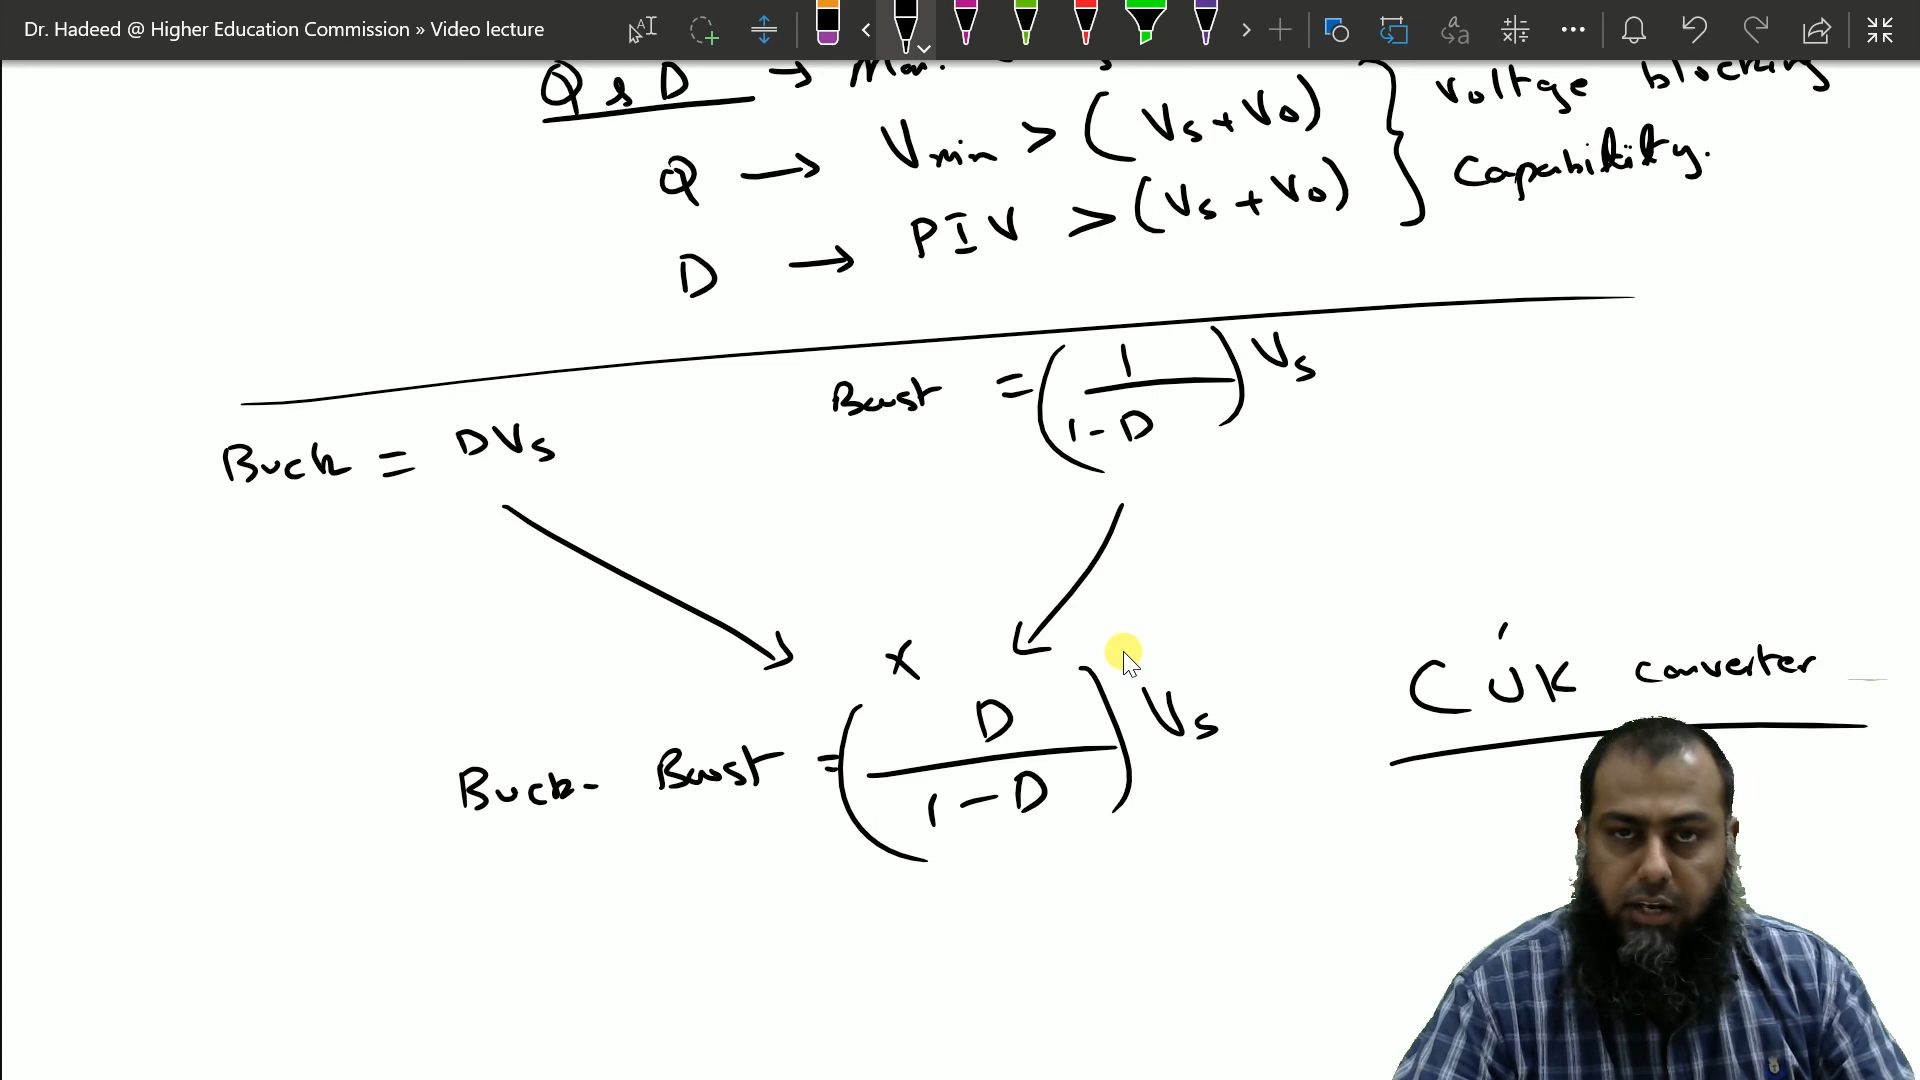 Dr. Hadeed @ Higher Education Commission » Video lecture
Q & D →
Q → Vmin > (Vs + Vo)
D → PIV > (Vs + Vo)
voltage blocking
capability.
Buck = DVs
Boost = (1 / 1-D) Vs
x
Buck- Boost = (D / 1-D) Vs
CÚK converter